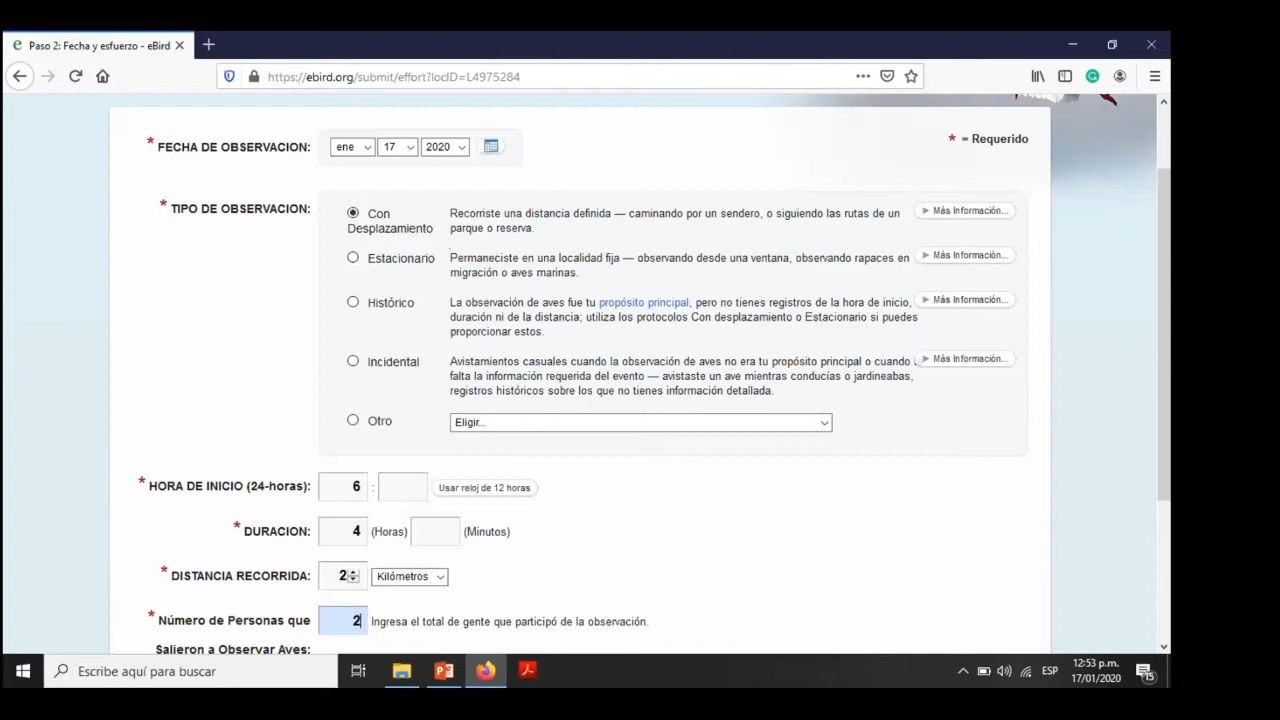 Paso 2: Fecha y esfuerzo - eBird
https://ebird.org/submit/effort?locID=L4975284
* FECHA DE OBSERVACION: ene 17 2020
* = Requerido
* TIPO DE OBSERVACION:
Con Desplazamiento
Recorriste una distancia definida — caminando por un sendero, o siguiendo las rutas de un
parque o reserva.
Más Información...
Estacionario
Permaneciste en una localidad fija — observando desde una ventana, observando rapaces en
migración o aves marinas.
Más Información...
Histórico
La observación de aves fue tu propósito principal, pero no tienes registros de la hora de inicio,
duración ni de la distancia; utiliza los protocolos Con desplazamiento o Estacionario si puedes
proporcionar estos.
Más Información...
Incidental
Avistamientos casuales cuando la observación de aves no era tu propósito principal o cuando
falta la información requerida del evento — avistaste un ave mientras conducías o jardineabas,
registros históricos sobre los que no tienes información detallada.
Más Información...
Otro
Eligir...
* HORA DE INICIO (24-horas): 6 : Usar reloj de 12 horas
* DURACION: 4 (Horas) (Minutos)
* DISTANCIA RECORRIDA: 2 Kilómetros
* Número de Personas que 2 Ingresa el total de gente que participó de la observación.
Salieron a Observar Aves:
Escribe aquí para buscar
ESP
12:53 p.m.
17/01/2020
15